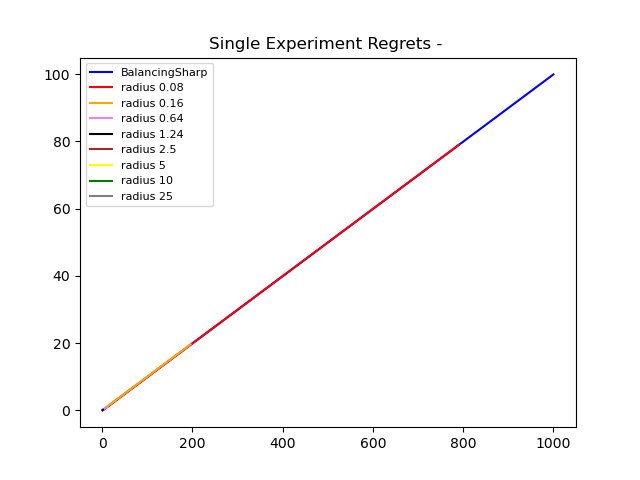 Single Experiment Regrets -
BalancingSharp
radius 0.08
radius 0.16
radius 0.64
radius 1.24
radius 2.5
radius 5
radius 10
radius 25
100
80
60
40
20
0
0 200 400 600 800 1000